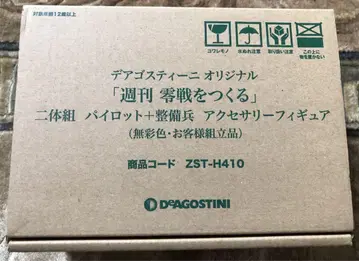 対象年齢12歳以上
コワレモノ
水ぬれ注意
取り扱い注意
この上に
物を置かない
デアゴスティーニ オリジナル
「週刊 零戦をつくる」
二体組 パイロット+整備兵 アクセサリーフィギュア
(無彩色・お客様組立品)
商品コード ZST-H410
DeAGOSTINI